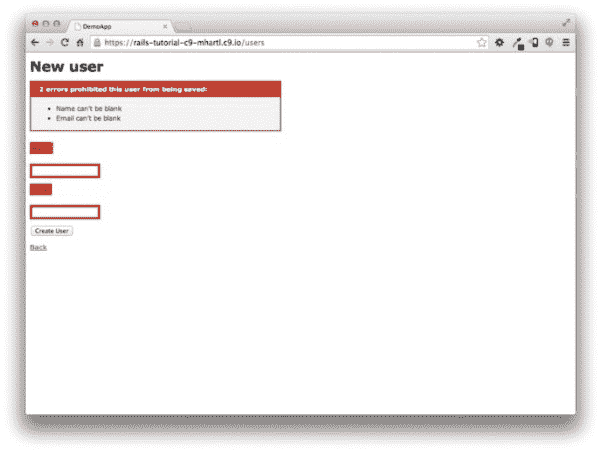 DemoApp
https://rails-tutorial-c9-mhartl.c9.io/users
New user
2 errors prohibited this user from being saved:
Name can't be blank
Email can't be blank
Create User
Back